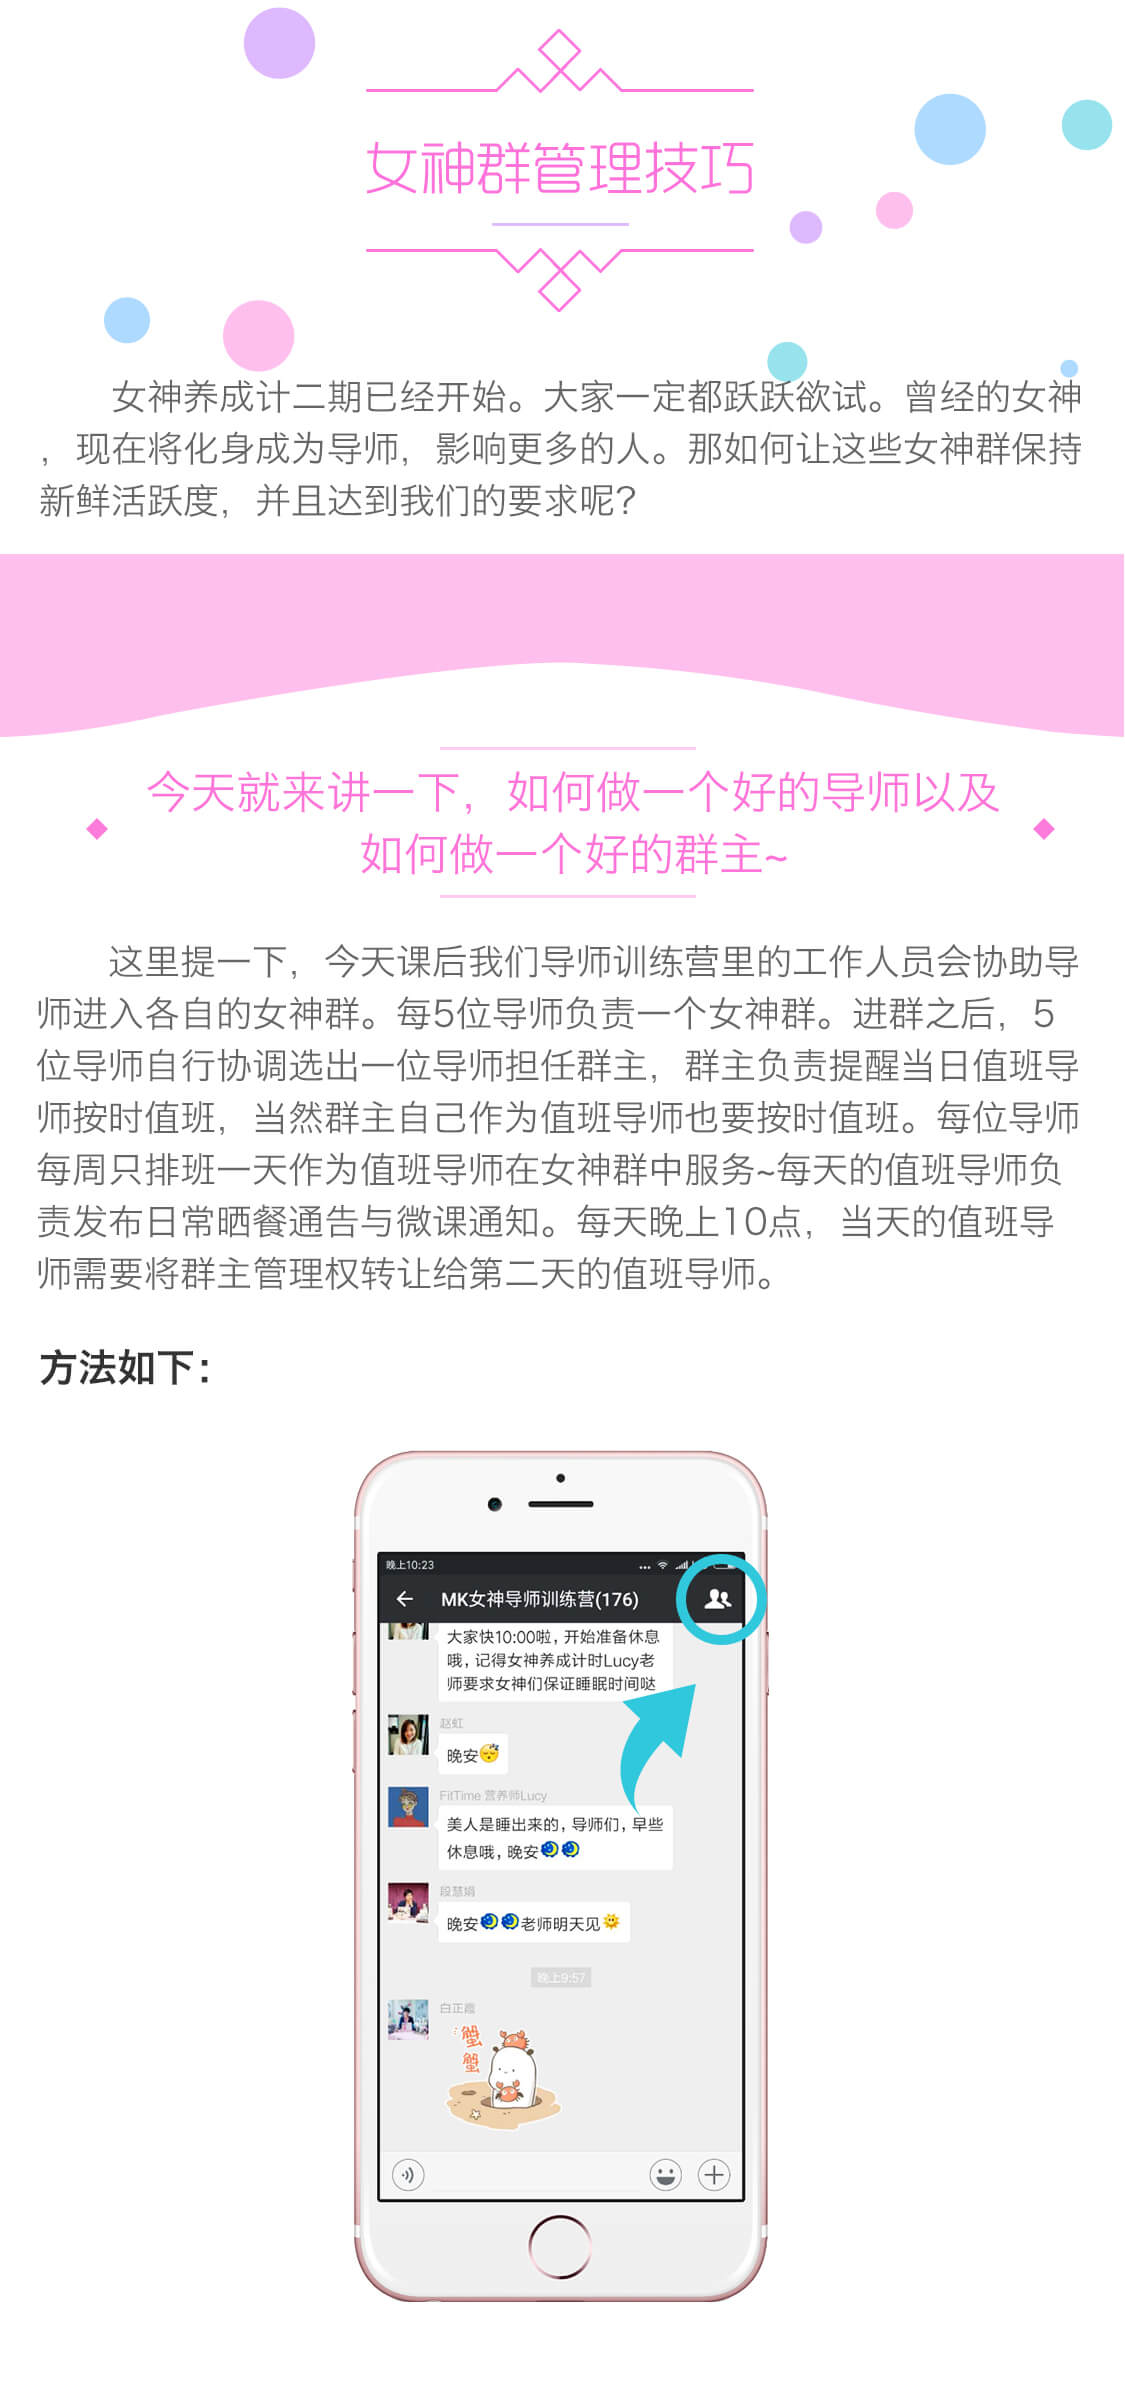 女神群管理技巧
女神养成计二期已经开始。大家一定都跃跃欲试。曾经的女神
，现在将化身成为导师，影响更多的人。那如何让这些女神群保持
新鲜活跃度，并且达到我们的要求呢？
今天就来讲一下，如何做一个好的导师以及
如何做一个好的群主~
这里提一下，今天课后我们导师训练营里的工作人员会协助导
师进入各自的女神群。每5位导师负责一个女神群。进群之后，5
位导师自行协调选出一位导师担任群主，群主负责提醒当日值班导
师按时值班，当然群主自己作为值班导师也要按时值班。每位导师
每周只排班一天作为值班导师在女神群中服务~每天的值班导师负
责发布日常晒餐通告与微课通知。每天晚上10点，当天的值班导
师需要将群主管理权转让给第二天的值班导师。
方法如下：
晚上10:23
MK女神导师训练营(176)
大家快10:00啦，开始准备休息
哦，记得女神养成计时Lucy老
师要求女神们保证睡眠时间哒
赵虹
晚安
FitTime 营养师Lucy
美人是睡出来的，导师们，早些
休息哦，晚安
段慧娟
晚安老师明天见
晚上9:57
白正霞
蟹
蟹